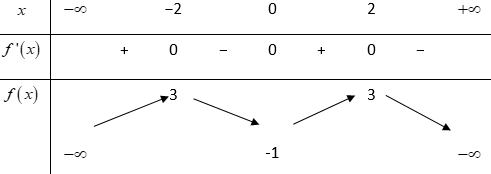 x −∞ −2 0 2 +∞
f'(x) + 0 − 0 + 0 −
f(x) 3 3
−∞ -1 −∞